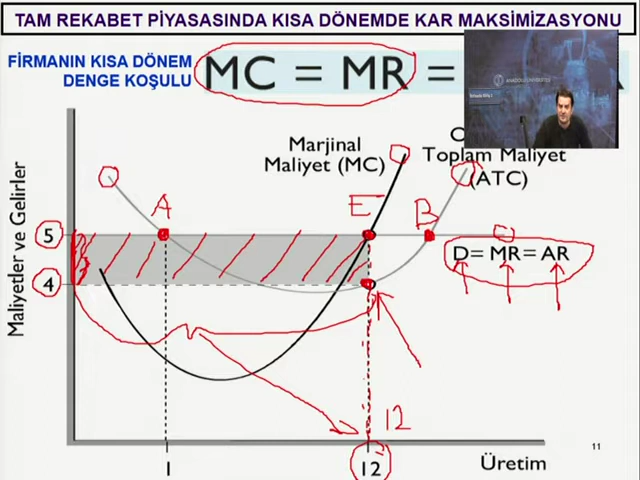 TAM REKABET PİYASASINDA KISA DÖNEMDE KAR MAKSİMİZASYONU
FİRMANIN KISA DÖNEM
DENGE KOŞULU
MC = MR =
Marjinal
Maliyet (MC)
Toplam Maliyet
(ATC)
Maliyetler ve Gelirler
A
E
B
5
D= MR= AR
4
12
1
12
Üretim
11